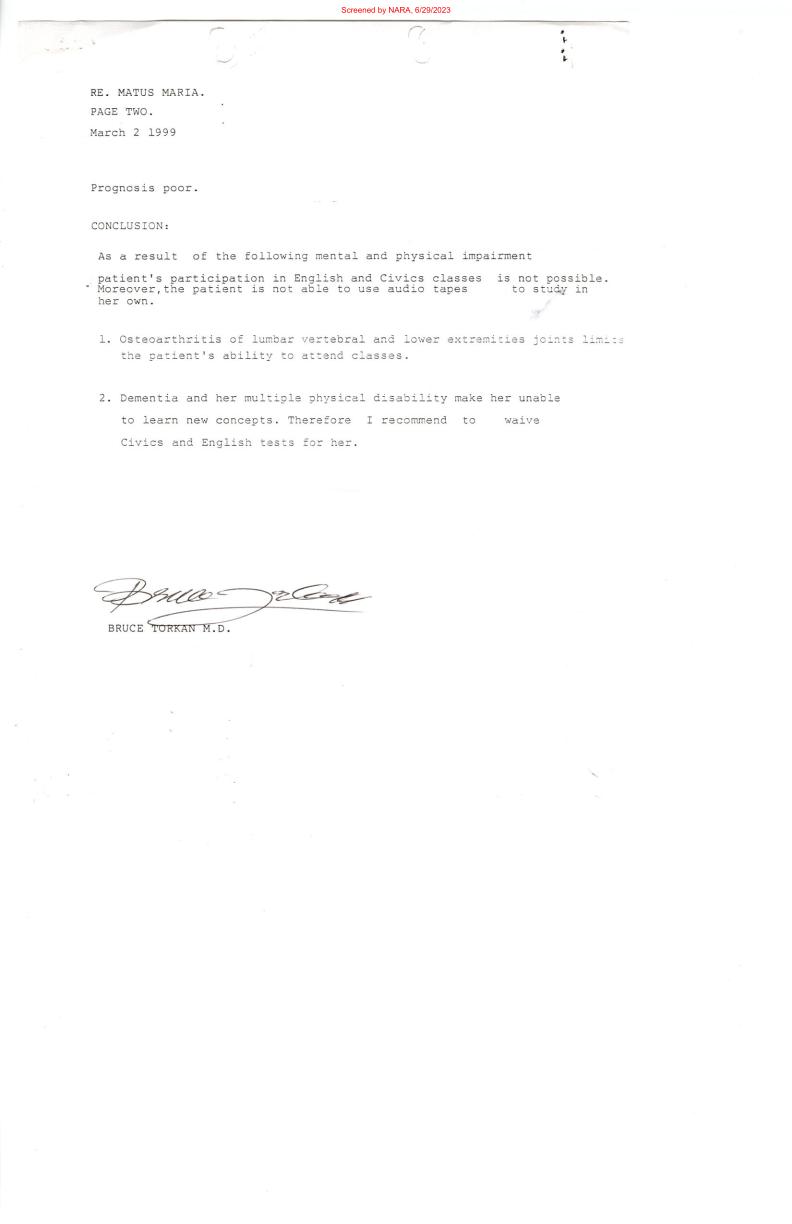 Screened by NARA, 6/29/2023
RE. MATUS MARIA.
PAGE TWO.
March 2 1999
Prognosis poor.
CONCLUSION:
As a result of the following mental and physical impairment
patient's participation in English and Civics classes is not possible.
Moreover,the patient is not able to use audio tapes to study in
her own.
1. Osteoarthritis of lumbar vertebral and lower extremities joints limits
the patient's ability to attend classes.
2. Dementia and her multiple physical disability make her unable
to learn new concepts. Therefore I recommend to waive
Civics and English tests for her.
BRUCE TORKAN M.D.